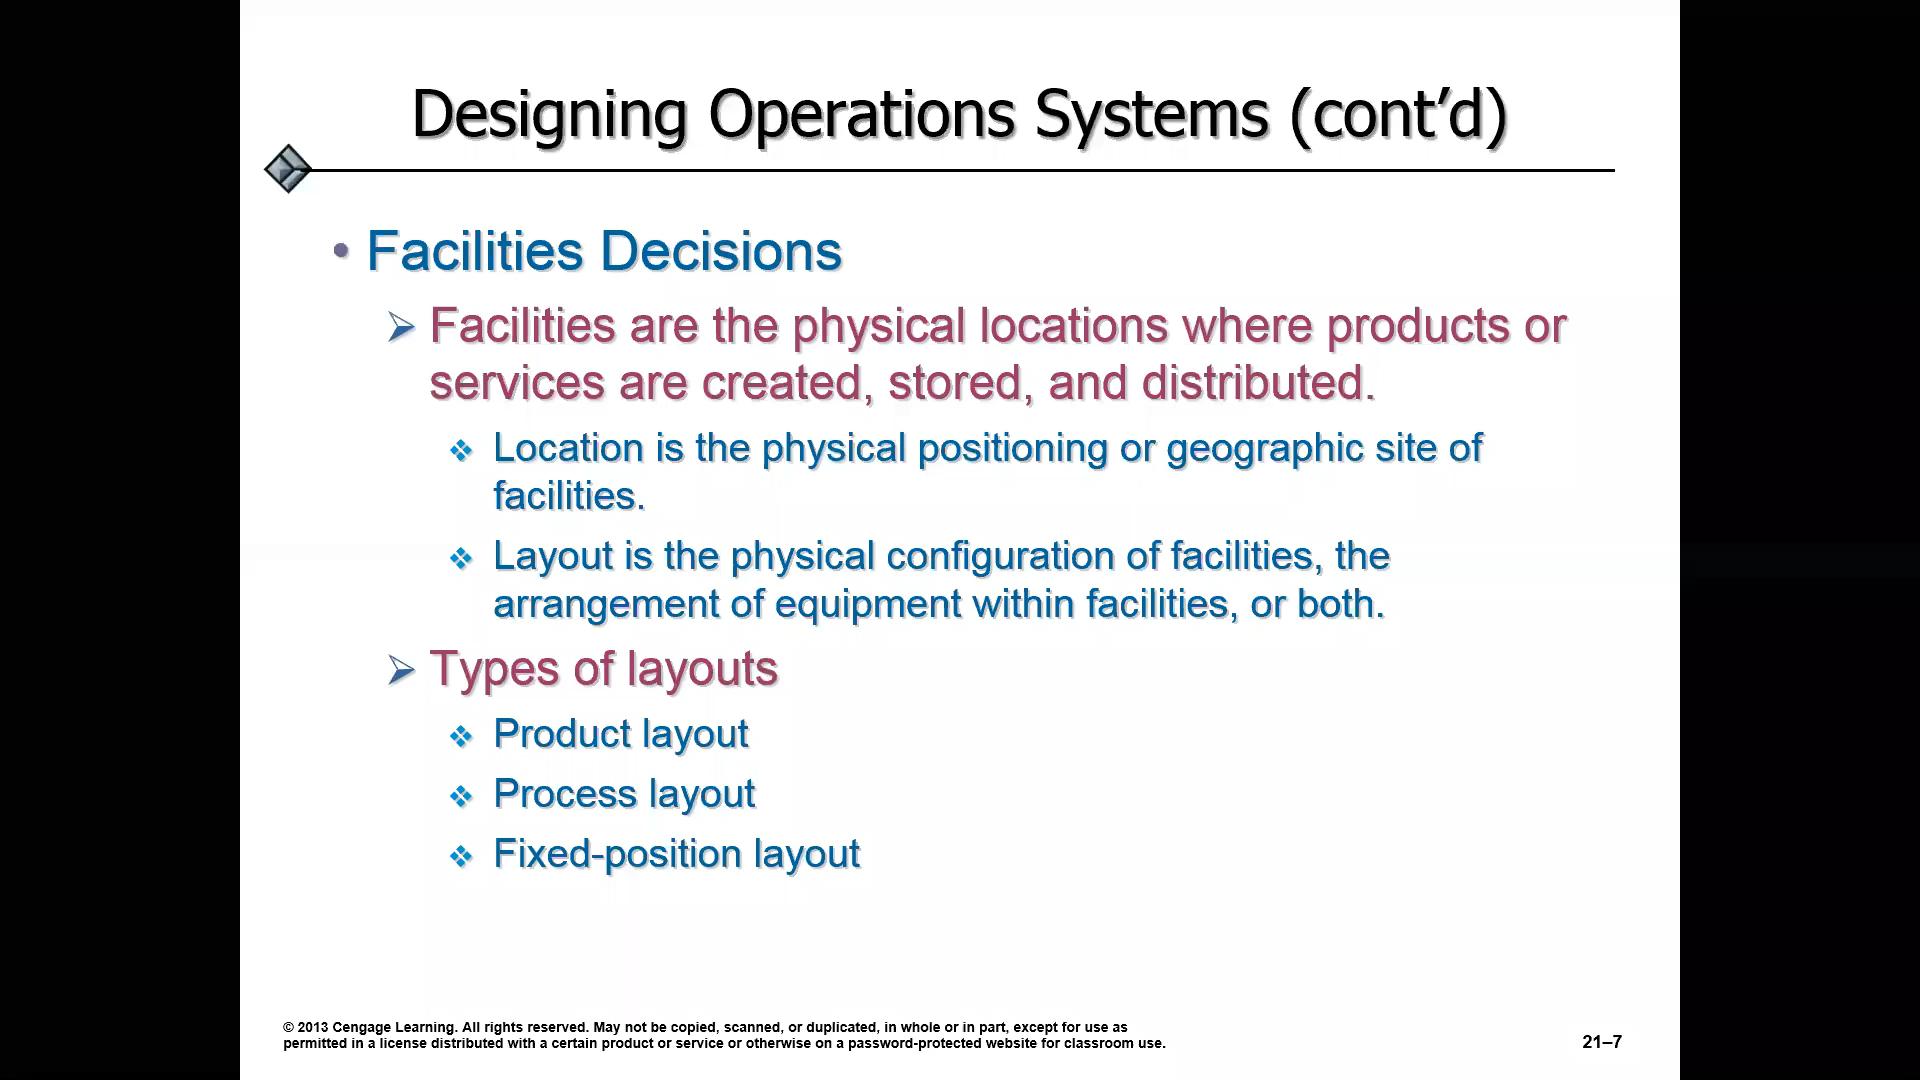 Designing Operations Systems (cont’d)
• Facilities Decisions
➢ Facilities are the physical locations where products or
services are created, stored, and distributed.
❖ Location is the physical positioning or geographic site of
facilities.
❖ Layout is the physical configuration of facilities, the
arrangement of equipment within facilities, or both.
➢ Types of layouts
❖ Product layout
❖ Process layout
❖ Fixed-position layout
© 2013 Cengage Learning. All rights reserved. May not be copied, scanned, or duplicated, in whole or in part, except for use as
permitted in a license distributed with a certain product or service or otherwise on a password-protected website for classroom use.
21–7